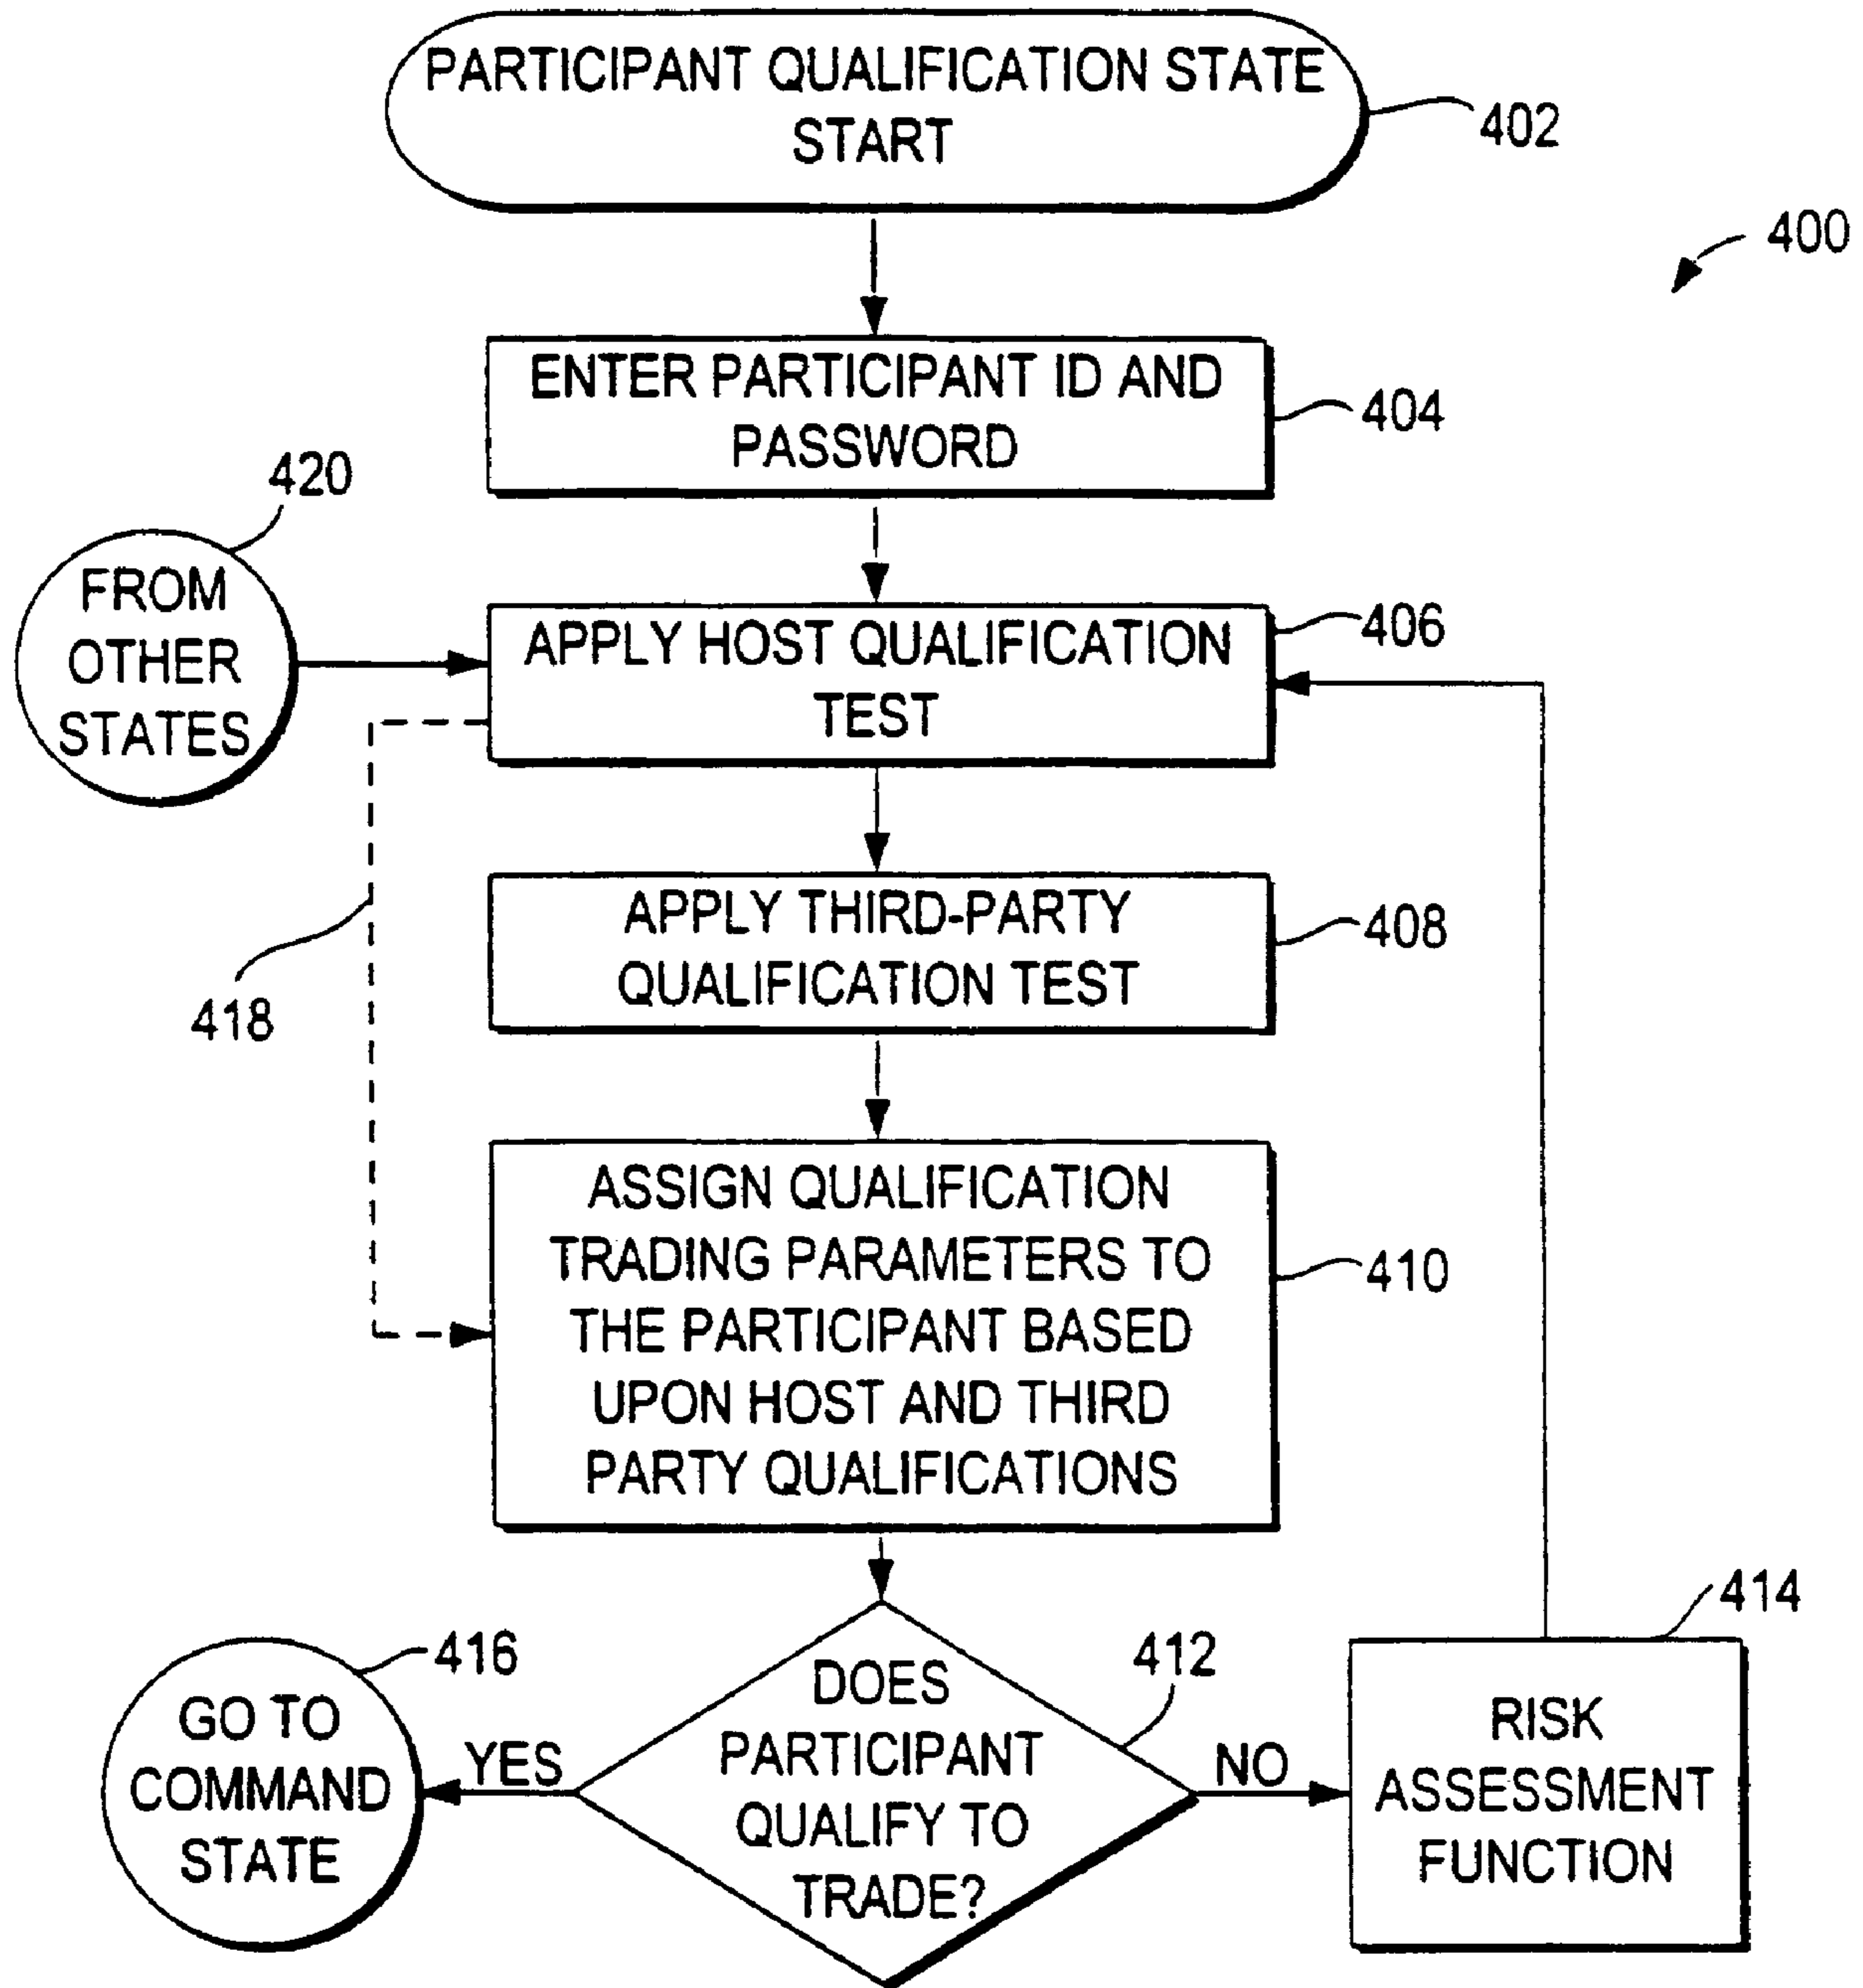 PARTICIPANT QUALIFICATION STATE
START
402
400
ENTER PARTICIPANT ID AND
PASSWORD
404
420
FROM
OTHER
STATES
APPLY HOST QUALIFICATION
TEST
406
APPLY THIRD-PARTY
QUALIFICATION TEST
408
418
ASSIGN QUALIFICATION
TRADING PARAMETERS TO
THE PARTICIPANT BASED
UPON HOST AND THIRD
PARTY QUALIFICATIONS
410
416
GO TO
COMMAND
STATE
YES
DOES
PARTICIPANT
QUALIFY TO
TRADE?
412
NO
414
RISK
ASSESSMENT
FUNCTION